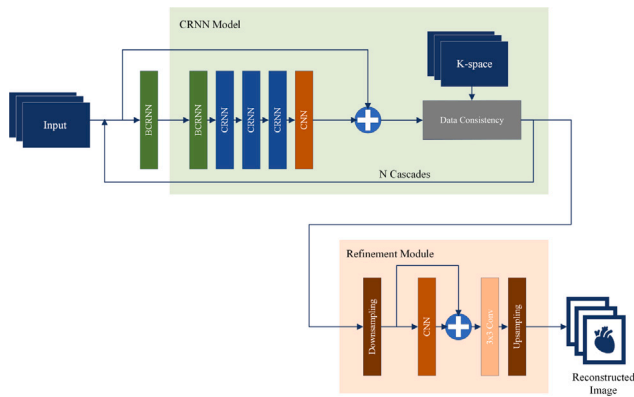 CRNN Model
Input
BCRNN
BCRNN
CRNN
CRNN
CRNN
CNN
K-space
Data Consistency
N Cascades
Refinement Module
Downsampling
CNN
3x3 Conv
Upsampling
Reconstructed
Image